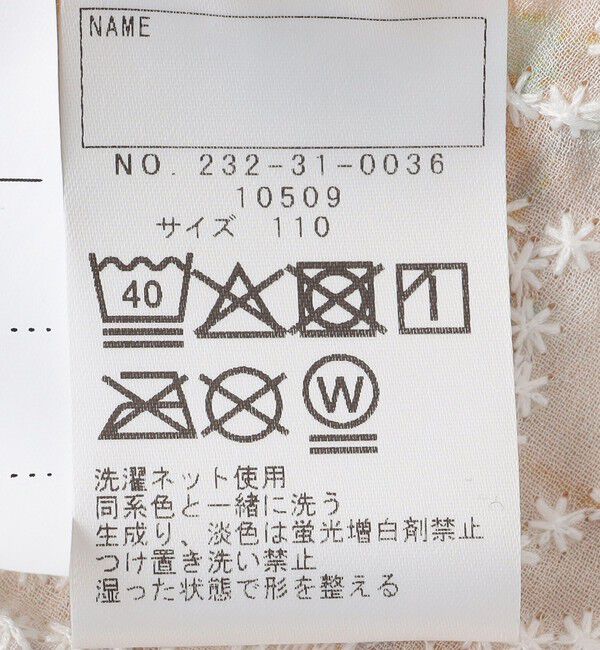 NAME
NO. 232-31-0036
10509
サイズ 110
40
W
洗濯ネット使用
同系色と一緒に洗う
生成り、淡色は蛍光増白剤禁止
つけ置き洗い禁止
湿った状態で形を整える